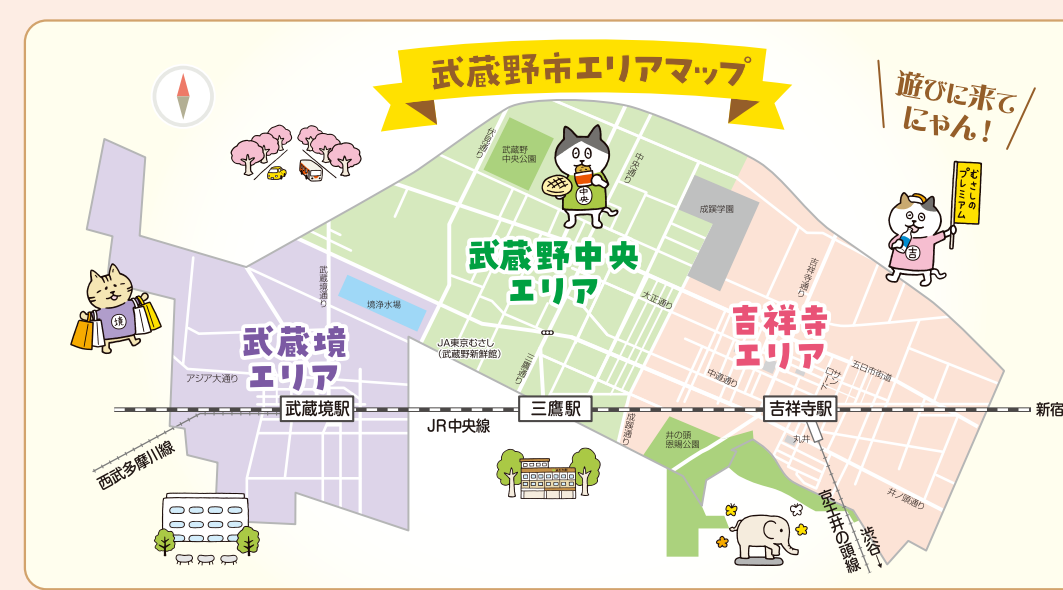 武蔵野市エリアマップ
遊びに来て
にゃん!
むさしの
プレミアム
伏見通り
武蔵野
中央公園
中央通り
中央
成蹊学園
吉
吉祥寺通り
武蔵野中央
エリア
武蔵境通り
境浄水場
大正通り
境
武蔵境
エリア
吉祥寺
エリア
JA東京むさし
(武蔵野新鮮館)
三鷹通り
アジア大通り
中道通り
サン
ロード
五日市街道
武蔵境駅
三鷹駅
吉祥寺駅
新宿
JR中央線
成蹊通り
井の頭
恩賜公園
丸井
西武多摩川線
井ノ頭通り
京王井の頭線
渋谷